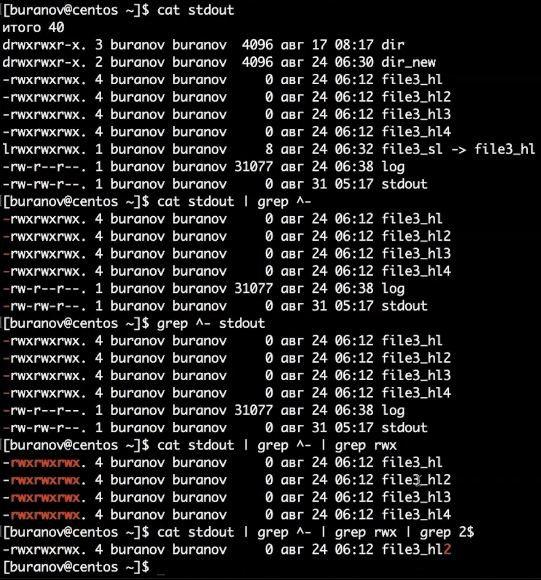 [buranov@centos ~]$ cat stdout
итого 40
drwxrwxr-x. 3 buranov buranov  4096 авг 17 08:17 dir
drwxrwxr-x. 2 buranov buranov  4096 авг 24 06:30 dir_new
-rwxrwxrwx. 4 buranov buranov     0 авг 24 06:12 file3_hl
-rwxrwxrwx. 4 buranov buranov     0 авг 24 06:12 file3_hl2
-rwxrwxrwx. 4 buranov buranov     0 авг 24 06:12 file3_hl3
-rwxrwxrwx. 4 buranov buranov     0 авг 24 06:12 file3_hl4
lrwxrwxrwx. 1 buranov buranov     8 авг 24 06:32 file3_sl -> file3_hl
-rw-r--r--. 1 buranov buranov 31077 авг 24 06:38 log
-rw-rw-r--. 1 buranov buranov     0 авг 31 05:17 stdout
[buranov@centos ~]$ cat stdout | grep ^-
-rwxrwxrwx. 4 buranov buranov     0 авг 24 06:12 file3_hl
-rwxrwxrwx. 4 buranov buranov     0 авг 24 06:12 file3_hl2
-rwxrwxrwx. 4 buranov buranov     0 авг 24 06:12 file3_hl3
-rwxrwxrwx. 4 buranov buranov     0 авг 24 06:12 file3_hl4
-rw-r--r--. 1 buranov buranov 31077 авг 24 06:38 log
-rw-rw-r--. 1 buranov buranov     0 авг 31 05:17 stdout
[buranov@centos ~]$ grep ^- stdout
-rwxrwxrwx. 4 buranov buranov     0 авг 24 06:12 file3_hl
-rwxrwxrwx. 4 buranov buranov     0 авг 24 06:12 file3_hl2
-rwxrwxrwx. 4 buranov buranov     0 авг 24 06:12 file3_hl3
-rwxrwxrwx. 4 buranov buranov     0 авг 24 06:12 file3_hl4
-rw-r--r--. 1 buranov buranov 31077 авг 24 06:38 log
-rw-rw-r--. 1 buranov buranov     0 авг 31 05:17 stdout
[buranov@centos ~]$ cat stdout | grep ^- | grep rwx
-rwxrwxrwx. 4 buranov buranov     0 авг 24 06:12 file3_hl
-rwxrwxrwx. 4 buranov buranov     0 авг 24 06:12 file3_hl2
-rwxrwxrwx. 4 buranov buranov     0 авг 24 06:12 file3_hl3
-rwxrwxrwx. 4 buranov buranov     0 авг 24 06:12 file3_hl4
[buranov@centos ~]$ cat stdout | grep ^- | grep rwx | grep 2$
-rwxrwxrwx. 4 buranov buranov     0 авг 24 06:12 file3_hl2
[buranov@centos ~]$